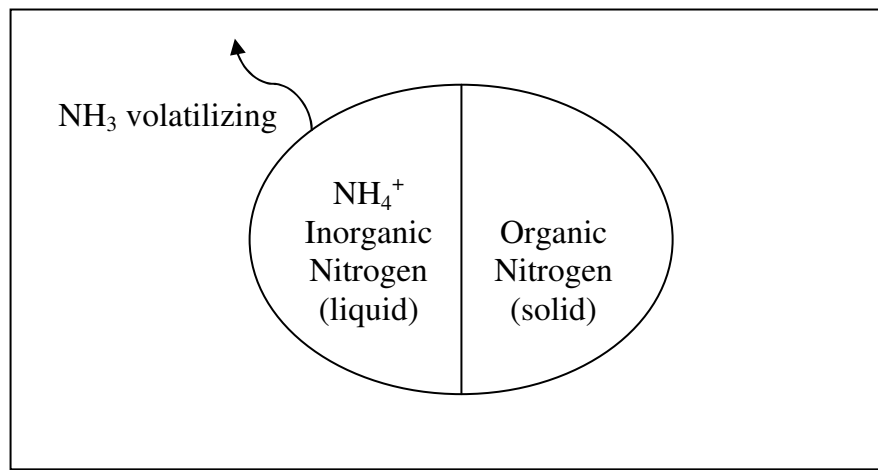 NH₃ volatilizing
NH₄⁺
Inorganic
Nitrogen
(liquid)
Organic
Nitrogen
(solid)